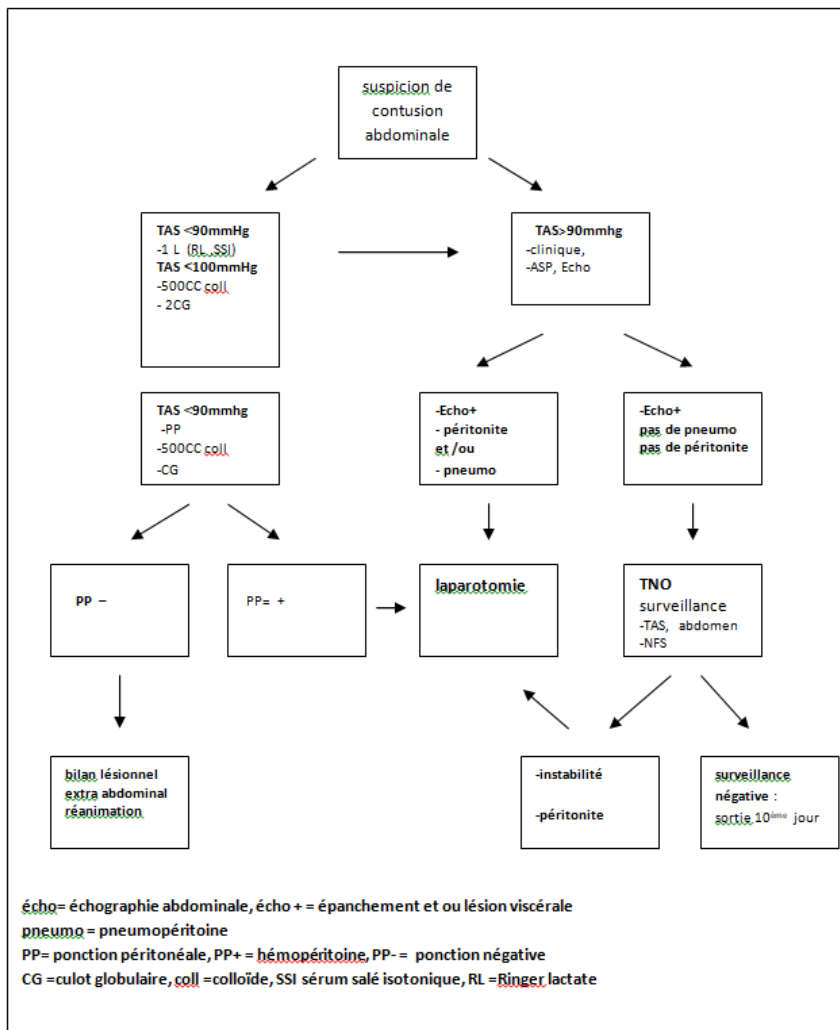 suspicion de
contusion
abdominale
TAS <90mmHg
-1 L (RL ,SSI)
TAS <100mmHg
-500CC coll
- 2CG
TAS>90mmhg
-clinique,
-ASP, Echo
TAS <90mmhg
-PP
-500CC coll
-CG
-Echo+
- péritonite
et /ou
- pneumo
-Echo+
pas de pneumo
pas de péritonite
PP –
PP= +
laparotomie
TNO
surveillance
-TAS, abdomen
-NFS
bilan lésionnel
extra abdominal
réanimation
-instabilité
-péritonite
surveillance
négative :
sortie 10ième jour
écho= échographie abdominale, écho + = épanchement et ou lésion viscérale
pneumo = pneumopéritoine
PP= ponction péritonéale, PP+ = hémopéritoine, PP- = ponction négative
CG =culot globulaire, coll =colloïde, SSI sérum salé isotonique, RL =Ringer lactate